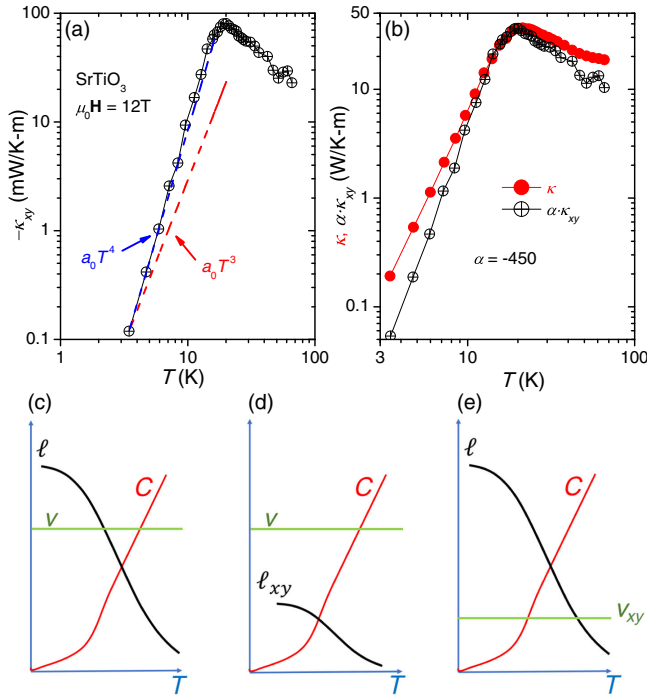 (a)
SrTiO₃
μ₀H = 12T
a₀T⁴
a₀T³
−κxy (mW/K-m)
100
10
1
0.1
1
10
100
T (K)
(b)
κ
α·κxy
α = -450
κ, α·κxy (W/K-m)
50
10
1
0.1
3
10
100
T (K)
(c)
ℓ
C
v
T
(d)
v
C
ℓxy
T
(e)
ℓ
C
vxy
T